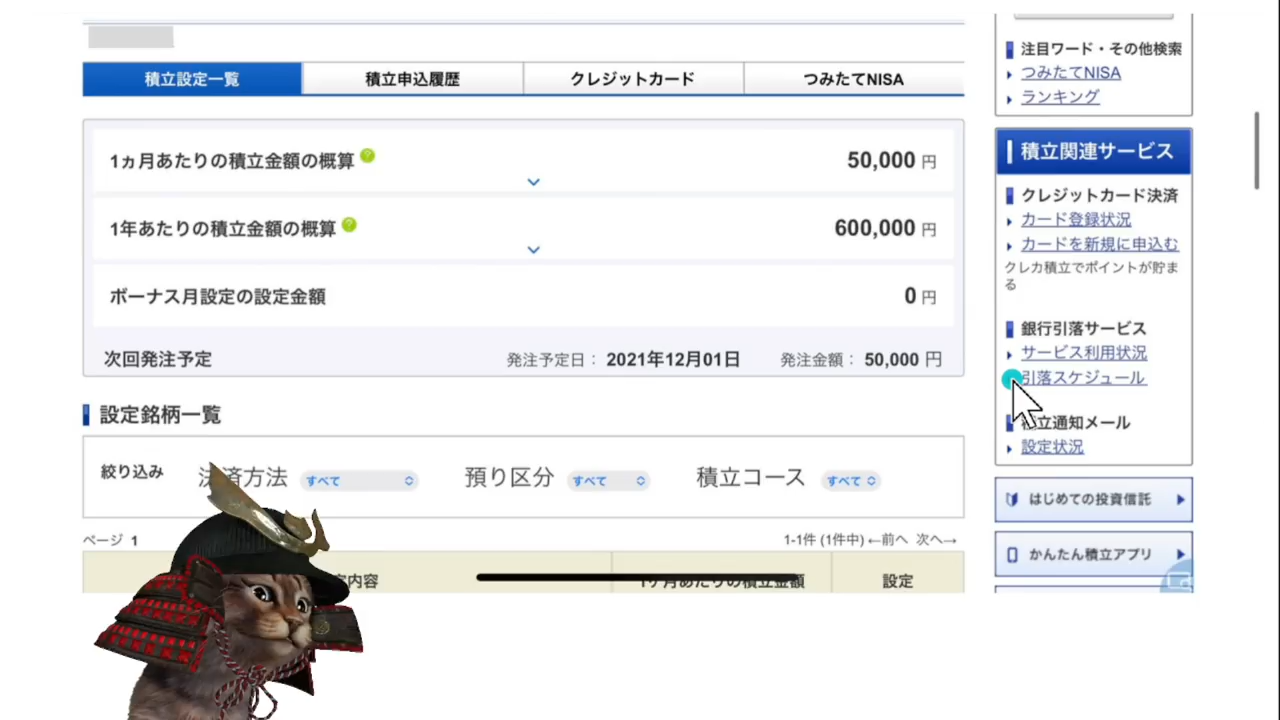 積立設定一覧 積立申込履歴 クレジットカード つみたてNISA
1ヵ月あたりの積立金額の概算 ? 50,000 円
1年あたりの積立金額の概算 ? 600,000 円
ボーナス月設定の設定金額 0 円
次回発注予定 発注予定日： 2021年12月01日 発注金額： 50,000 円
設定銘柄一覧
絞り込み 決済方法 すべて 預り区分 すべて 積立コース すべて
ページ 1 1-1件 (1件中) ←前へ 次へ→
内容 1ヶ月あたりの積立金額 設定
注目ワード・その他検索
つみたてNISA
ランキング
積立関連サービス
クレジットカード決済
カード登録状況
カードを新規に申込む
クレカ積立でポイントが貯ま
る
銀行引落サービス
サービス利用状況
引落スケジュール
立通知メール
設定状況
はじめての投資信託
かんたん積立アプリ